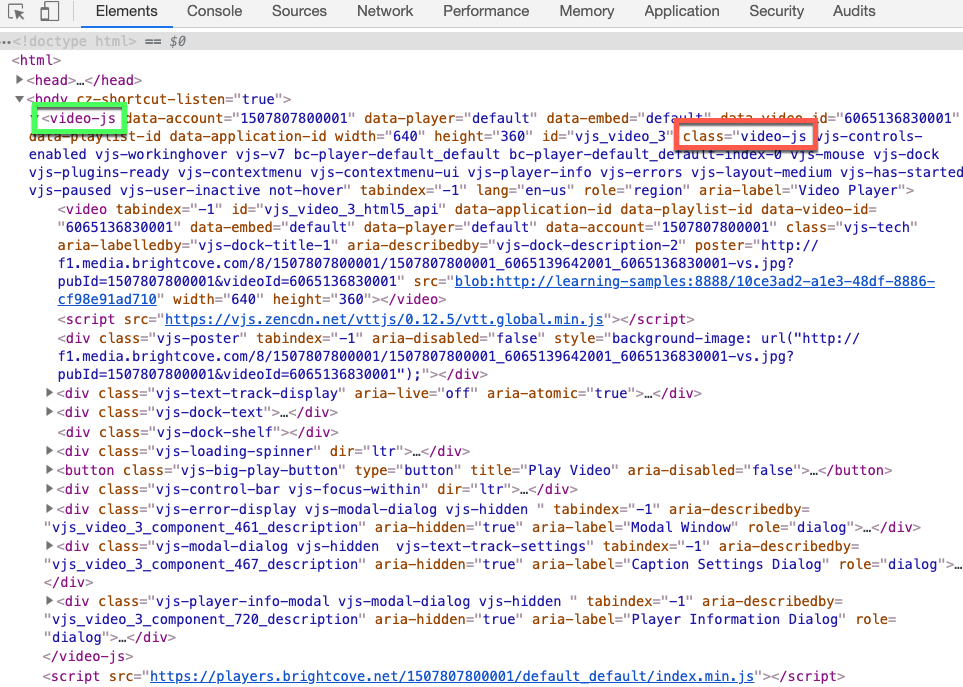 Elements Console Sources Network Performance Memory Application Security Audits
…<!doctype html> == $0
<html>
<head>…</head>
<body cz-shortcut-listen="true">
<video-js data-account="1507807800001" data-player="default" data-embed="default" data-video-id="6065136830001"
data-playlist-id data-application-id width="640" height="360" id="vjs_video_3" class="video-js vjs-controls-
enabled vjs-workinghover vjs-v7 bc-player-default_default bc-player-default_default-index-0 vjs-mouse vjs-dock
vjs-plugins-ready vjs-contextmenu vjs-contextmenu-ui vjs-player-info vjs-errors vjs-layout-medium vjs-has-started
vjs-paused vjs-user-inactive not-hover" tabindex="-1" lang="en-us" role="region" aria-label="Video Player">
<video tabindex="-1" id="vjs_video_3_html5_api" data-application-id data-playlist-id data-video-id=
"6065136830001" data-embed="default" data-player="default" data-account="1507807800001" class="vjs-tech"
aria-labelledby="vjs-dock-title-1" aria-describedby="vjs-dock-description-2" poster="http://
f1.media.brightcove.com/8/1507807800001/1507807800001_6065139642001_6065136830001-vs.jpg?
pubId=1507807800001&videoId=6065136830001" src="blob:http://learning-samples:8888/10ce3ad2-a1e3-48df-8886-
cf98e91ad710" width="640" height="360"></video>
<script src="https://vjs.zencdn.net/vttjs/0.12.5/vtt.global.min.js"></script>
<div class="vjs-poster" tabindex="-1" aria-disabled="false" style="background-image: url("http://
f1.media.brightcove.com/8/1507807800001/1507807800001_6065139642001_6065136830001-vs.jpg?
pubId=1507807800001&videoId=6065136830001");"></div>
<div class="vjs-text-track-display" aria-live="off" aria-atomic="true">…</div>
<div class="vjs-dock-text">…</div>
<div class="vjs-dock-shelf"></div>
<div class="vjs-loading-spinner" dir="ltr">…</div>
<button class="vjs-big-play-button" type="button" title="Play Video" aria-disabled="false">…</button>
<div class="vjs-control-bar vjs-focus-within" dir="ltr">…</div>
<div class="vjs-error-display vjs-modal-dialog vjs-hidden " tabindex="-1" aria-describedby=
"vjs_video_3_component_461_description" aria-hidden="true" aria-label="Modal Window" role="dialog">…</div>
<div class="vjs-modal-dialog vjs-hidden  vjs-text-track-settings" tabindex="-1" aria-describedby=
"vjs_video_3_component_467_description" aria-hidden="true" aria-label="Caption Settings Dialog" role="dialog">…
</div>
<div class="vjs-player-info-modal vjs-modal-dialog vjs-hidden " tabindex="-1" aria-describedby=
"vjs_video_3_component_720_description" aria-hidden="true" aria-label="Player Information Dialog" role=
"dialog">…</div>
</video-js>
<script src="https://players.brightcove.net/1507807800001/default_default/index.min.js"></script>